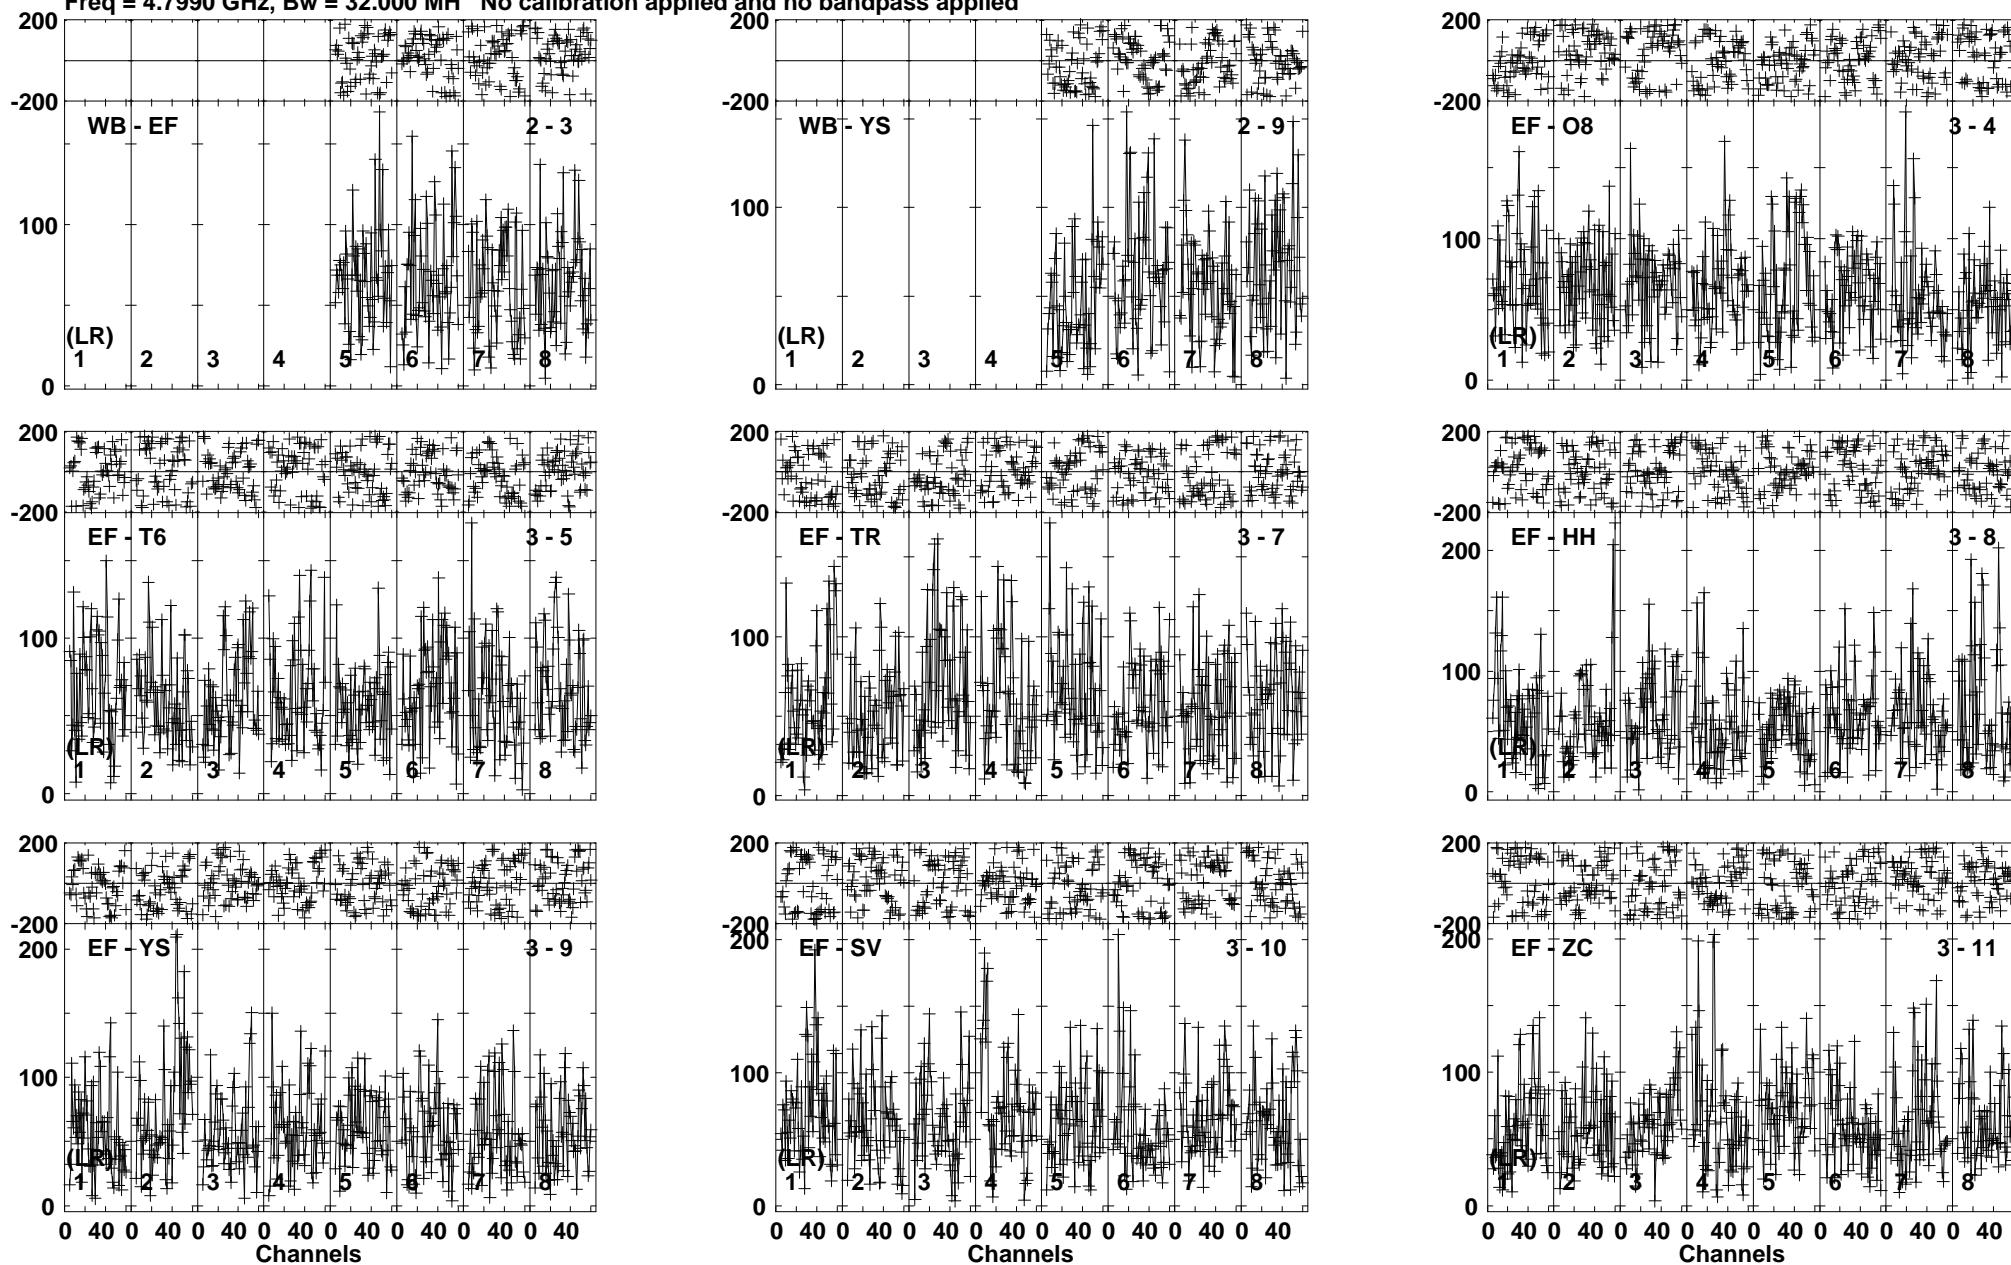 Freq = 4.7990 GHz, Bw = 32.000 MH No calibration applied and no bandpass applied
200
-200
WB - EF 2 - 3
100
(LR)
1 2 3 4 5 6 7 8
0
200
-200
WB - YS 2 - 9
100
(LR)
1 2 3 4 5 6 7 8
0
200
-200
EF - O8 3 - 4
100
(LR)
1 2 3 4 5 6 7 8
0
200
-200
EF - T6 3 - 5
100
(LR)
1 2 3 4 5 6 7 8
0
200
-200
EF - TR 3 - 7
100
(LR)
1 2 3 4 5 6 7 8
0
200
-200
EF - HH 3 - 8
200
100
(LR)
1 2 3 4 5 6 7 8
0
200
-200
EF - YS 3 - 9
200
100
(LR)
1 2 3 4 5 6 7 8
0
0 40 0 40 0 40 0 40 0 40 0 40 0 40 0 40
Channels
200
-200
EF - SV 3 - 10
200
100
(LR)
1 2 3 4 5 6 7 8
0
0 40 0 40 0 40 0 40 0 40 0 40 0 40 0 40
Channels
200
-200
EF - ZC 3 - 11
200
100
(LR)
1 2 3 4 5 6 7 8
0
0 40 0 40 0 40 0 40 0 40 0 40 0 40 0 40
Channels